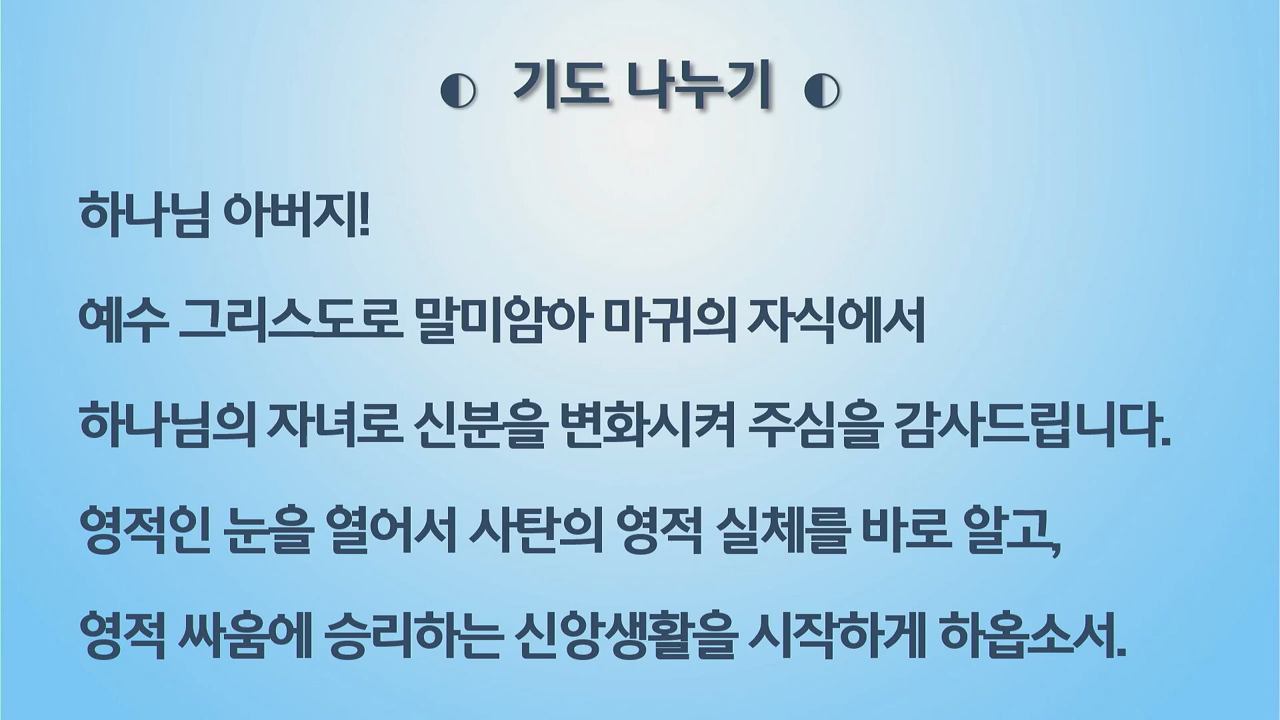 ◐ 기도 나누기 ◐
하나님 아버지!
예수 그리스도로 말미암아 마귀의 자식에서
하나님의 자녀로 신분을 변화시켜 주심을 감사드립니다.
영적인 눈을 열어서 사탄의 영적 실체를 바로 알고,
영적 싸움에 승리하는 신앙생활을 시작하게 하옵소서.